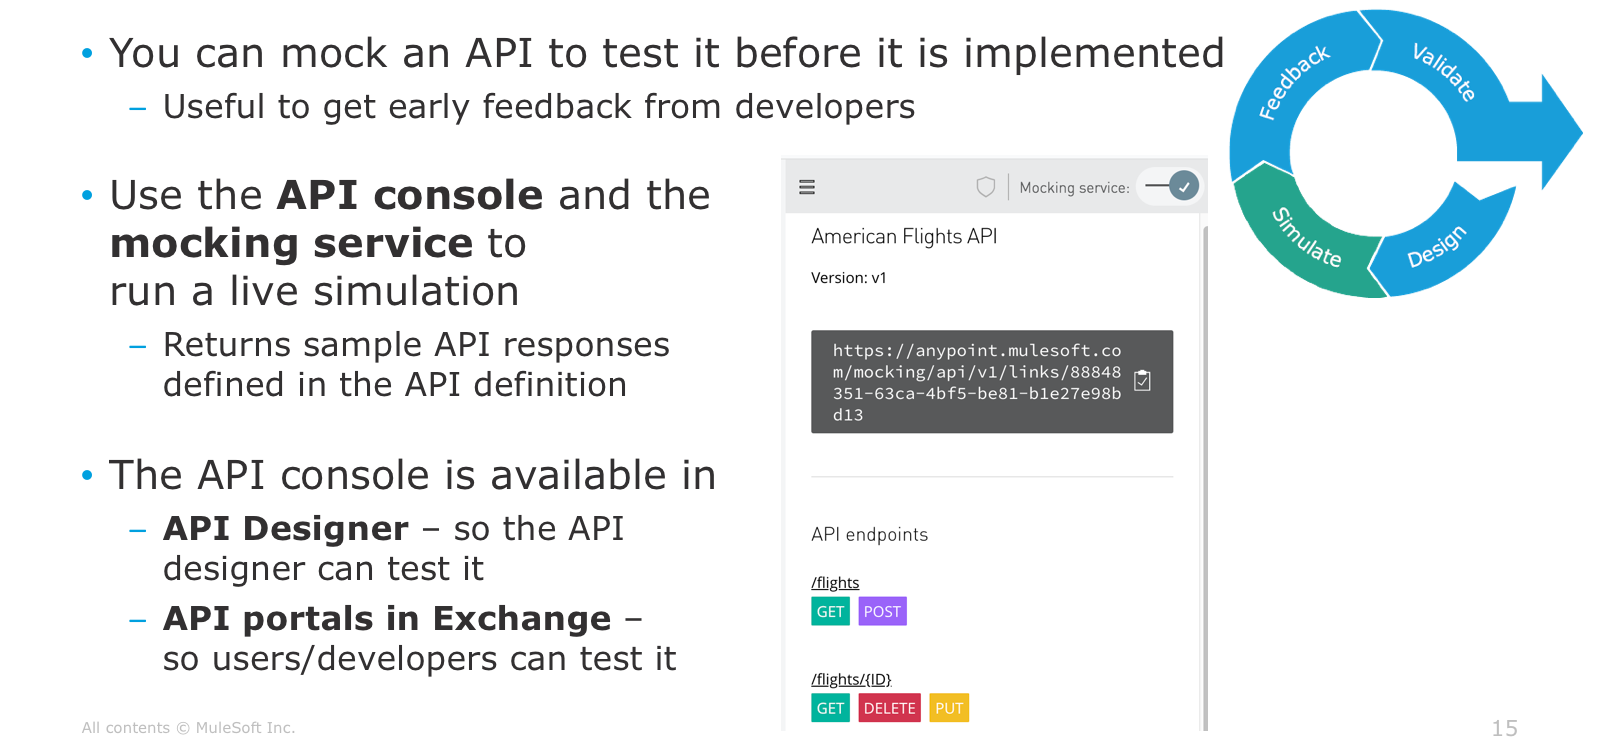 • You can mock an API to test it before it is implemented
– Useful to get early feedback from developers
• Use the API console and the
mocking service to
run a live simulation
– Returns sample API responses
defined in the API definition
• The API console is available in
– API Designer – so the API
designer can test it
– API portals in Exchange –
so users/developers can test it
Mocking service:
American Flights API
Version: v1
https://anypoint.mulesoft.co
m/mocking/api/v1/links/88848
351-63ca-4bf5-be81-b1e27e98b
d13
API endpoints
/flights
GET POST
/flights/{ID}
GET DELETE PUT
Feedback
Validate
Simulate
Design
All contents © MuleSoft Inc.
15